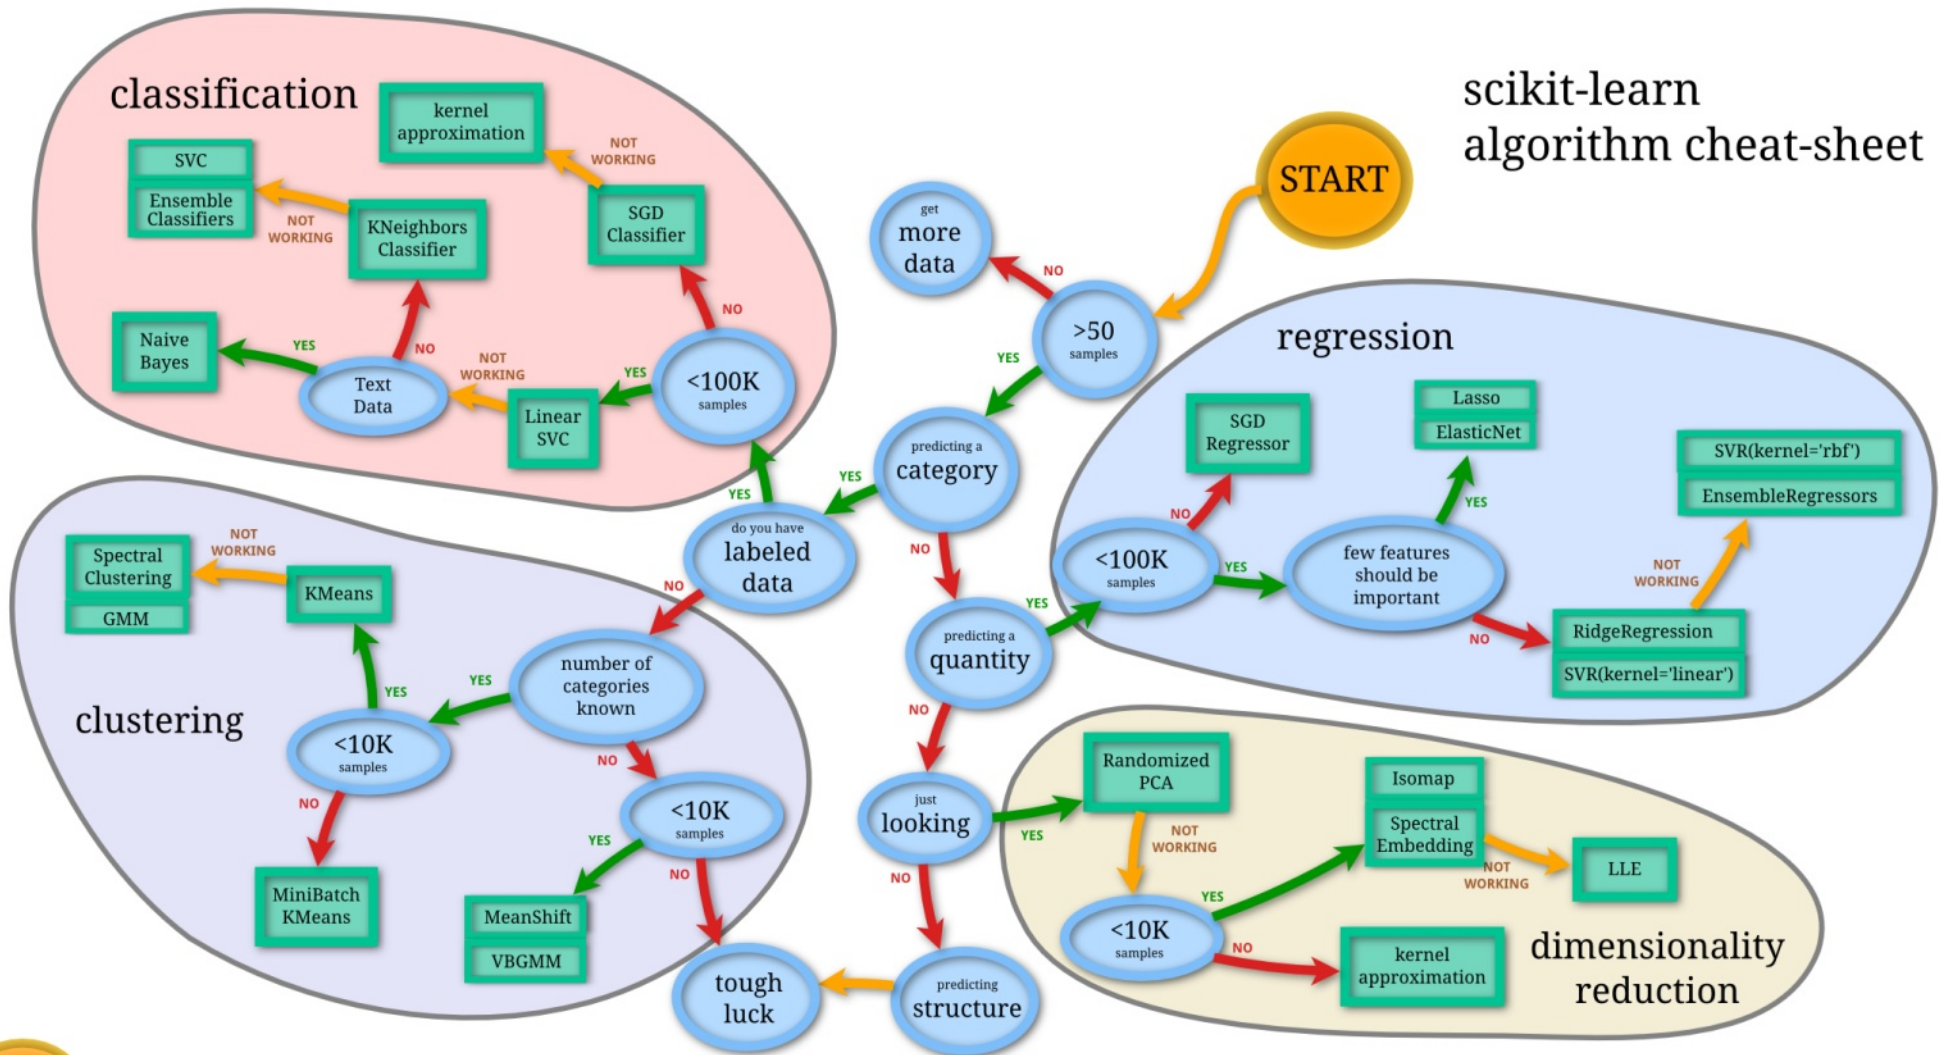 scikit-learn
algorithm cheat-sheet
START
>50
samples
NO
get
more
data
YES
predicting a
category
YES
do you have
labeled
data
YES
classification
<100K
samples
NO
SGD
Classifier
NOT
WORKING
kernel
approximation
YES
Linear
SVC
NOT
WORKING
Text
Data
YES
Naive
Bayes
NO
KNeighbors
Classifier
NOT
WORKING
SVC
Ensemble
Classifiers
NO
clustering
number of
categories
known
YES
<10K
samples
YES
KMeans
NOT
WORKING
Spectral
Clustering
GMM
NO
MiniBatch
KMeans
NO
<10K
samples
YES
MeanShift
VBGMM
NO
tough
luck
NO
predicting a
quantity
YES
regression
<100K
samples
NO
SGD
Regressor
YES
few features
should be
important
YES
Lasso
ElasticNet
NO
RidgeRegression
SVR(kernel='linear')
NOT
WORKING
SVR(kernel='rbf')
EnsembleRegressors
NO
just
looking
YES
Randomized
PCA
NOT
WORKING
<10K
samples
YES
Isomap
Spectral
Embedding
NOT
WORKING
LLE
NO
kernel
approximation
dimensionality
reduction
NO
predicting
structure